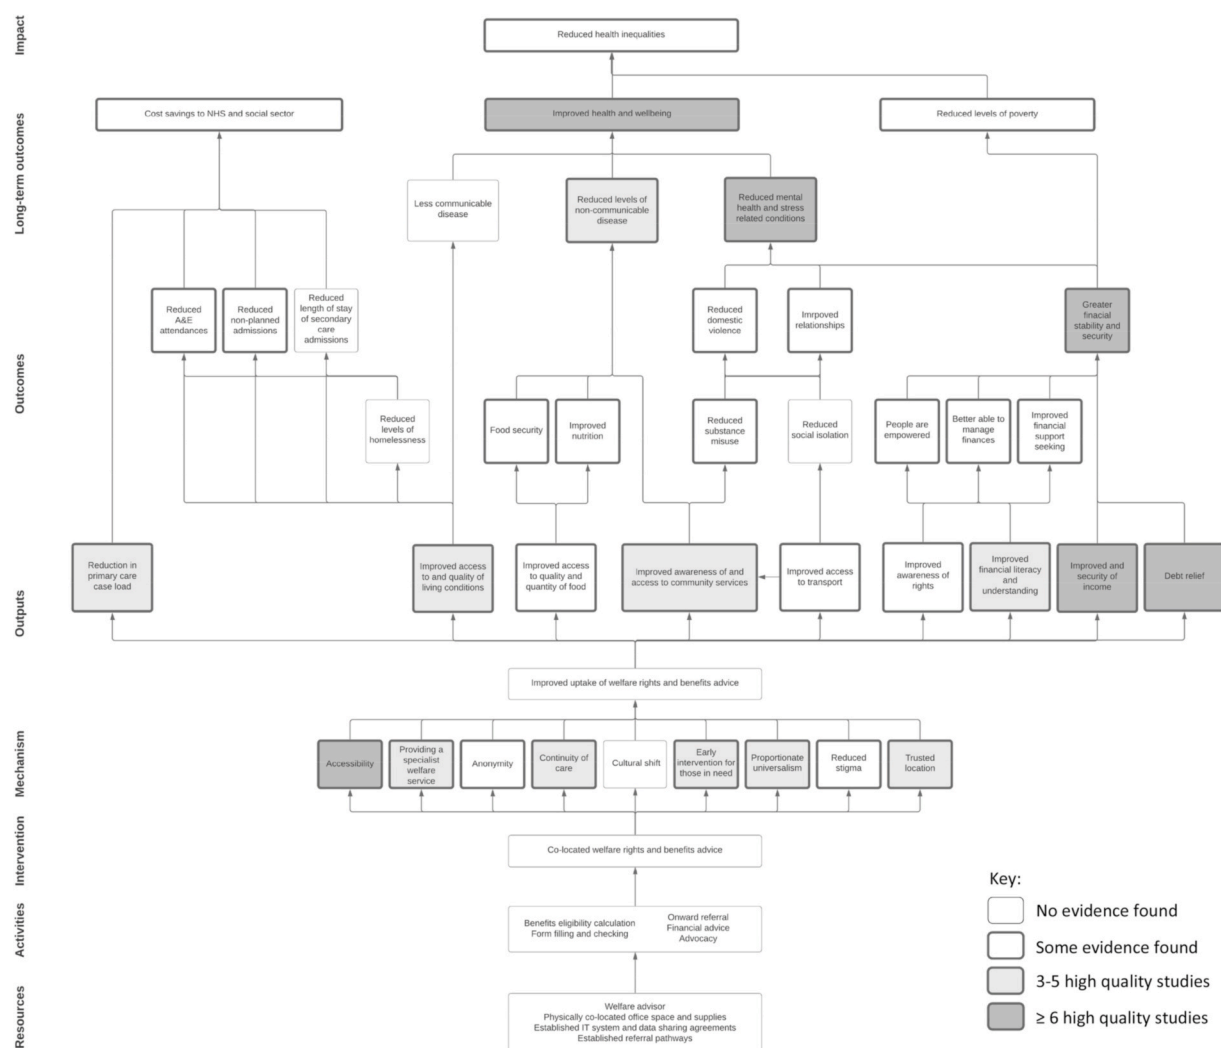 Impact
Reduced health inequalities
Long-term outcomes
Cost savings to NHS and social sector
Improved health and wellbeing
Reduced levels of poverty
Less communicable
disease
Reduced levels of
non-communicable
disease
Reduced mental
health and stress
related conditions
Outcomes
Reduced
A&E
attendances
Reduced
non-planned
admissions
Reduced
length of stay
of secondary
care
admissions
Reduced
domestic
violence
Imrpoved
relationships
Greater
finacial
stability and
security
Reduced
levels of
homelessness
Food security
Improved
nutrition
Reduced
substance
misuse
Reduced
social isolation
People are
empowered
Better able to
manage
finances
Improved
financial
support
seeking
Outputs
Reduction in
primary care
case load
Improved access
to and quality of
living conditions
Improved access
to quality and
quantity of food
Improved awareness of and
access to community services
Improved access
to transport
Improved
awareness of
rights
Improved
financial literacy
and
understanding
Improved and
security of
income
Debt relief
Improved uptake of welfare rights and benefits advice
Mechanism
Accessibility
Providing a
specialist
welfare
service
Anonymity
Continuity of
care
Cultural shift
Early
intervention for
those in need
Proportionate
universalism
Reduced
stigma
Trusted
location
Intervention
Co-located welfare rights and benefits advice
Activities
Benefits eligibility calculation
Form filling and checking
Onward referral
Financial advice
Advocacy
Resources
Welfare advisor
Physically co-located office space and supplies
Established IT system and data sharing agreements
Established referral pathways
Key:
No evidence found
Some evidence found
3-5 high quality studies
≥ 6 high quality studies